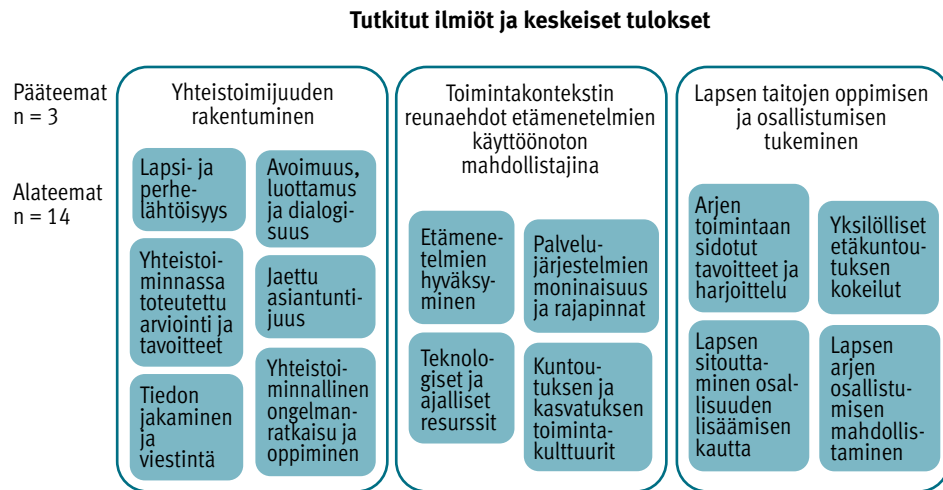 Tutkitut ilmiöt ja keskeiset tulokset
Pääteemat
n = 3
Alateemat
n = 14
Yhteistoimijuuden
rakentuminen
Lapsi- ja
perhe-
lähtöisyys
Avoimuus,
luottamus
ja dialogi-
suus
Yhteistoi-
minnassa
toteutettu
arviointi ja
tavoitteet
Jaettu
asiantunti-
juus
Tiedon
jakaminen
ja
viestintä
Yhteistoi-
minnallinen
ongelman-
ratkaisu ja
oppiminen
Toimintakontekstin
reunaehdot etämenetelmien
käyttöönoton
mahdollistajina
Etämene-
telmien
hyväksy-
minen
Palvelu-
järjestelmien
moninaisuus
ja rajapinnat
Teknolo-
giset ja
ajalliset
resurssit
Kuntou-
tuksen ja
kasvatuksen
toiminta-
kulttuurit
Lapsen taitojen oppimisen
ja osallistumisen
tukeminen
Arjen
toimintaan
sidotut
tavoitteet ja
harjoittelu
Yksilölliset
etäkuntou-
tuksen
kokeilut
Lapsen
sitoutta-
minen osal-
lisuuden
lisäämisen
kautta
Lapsen
arjen
osallistu-
misen
mahdollis-
taminen